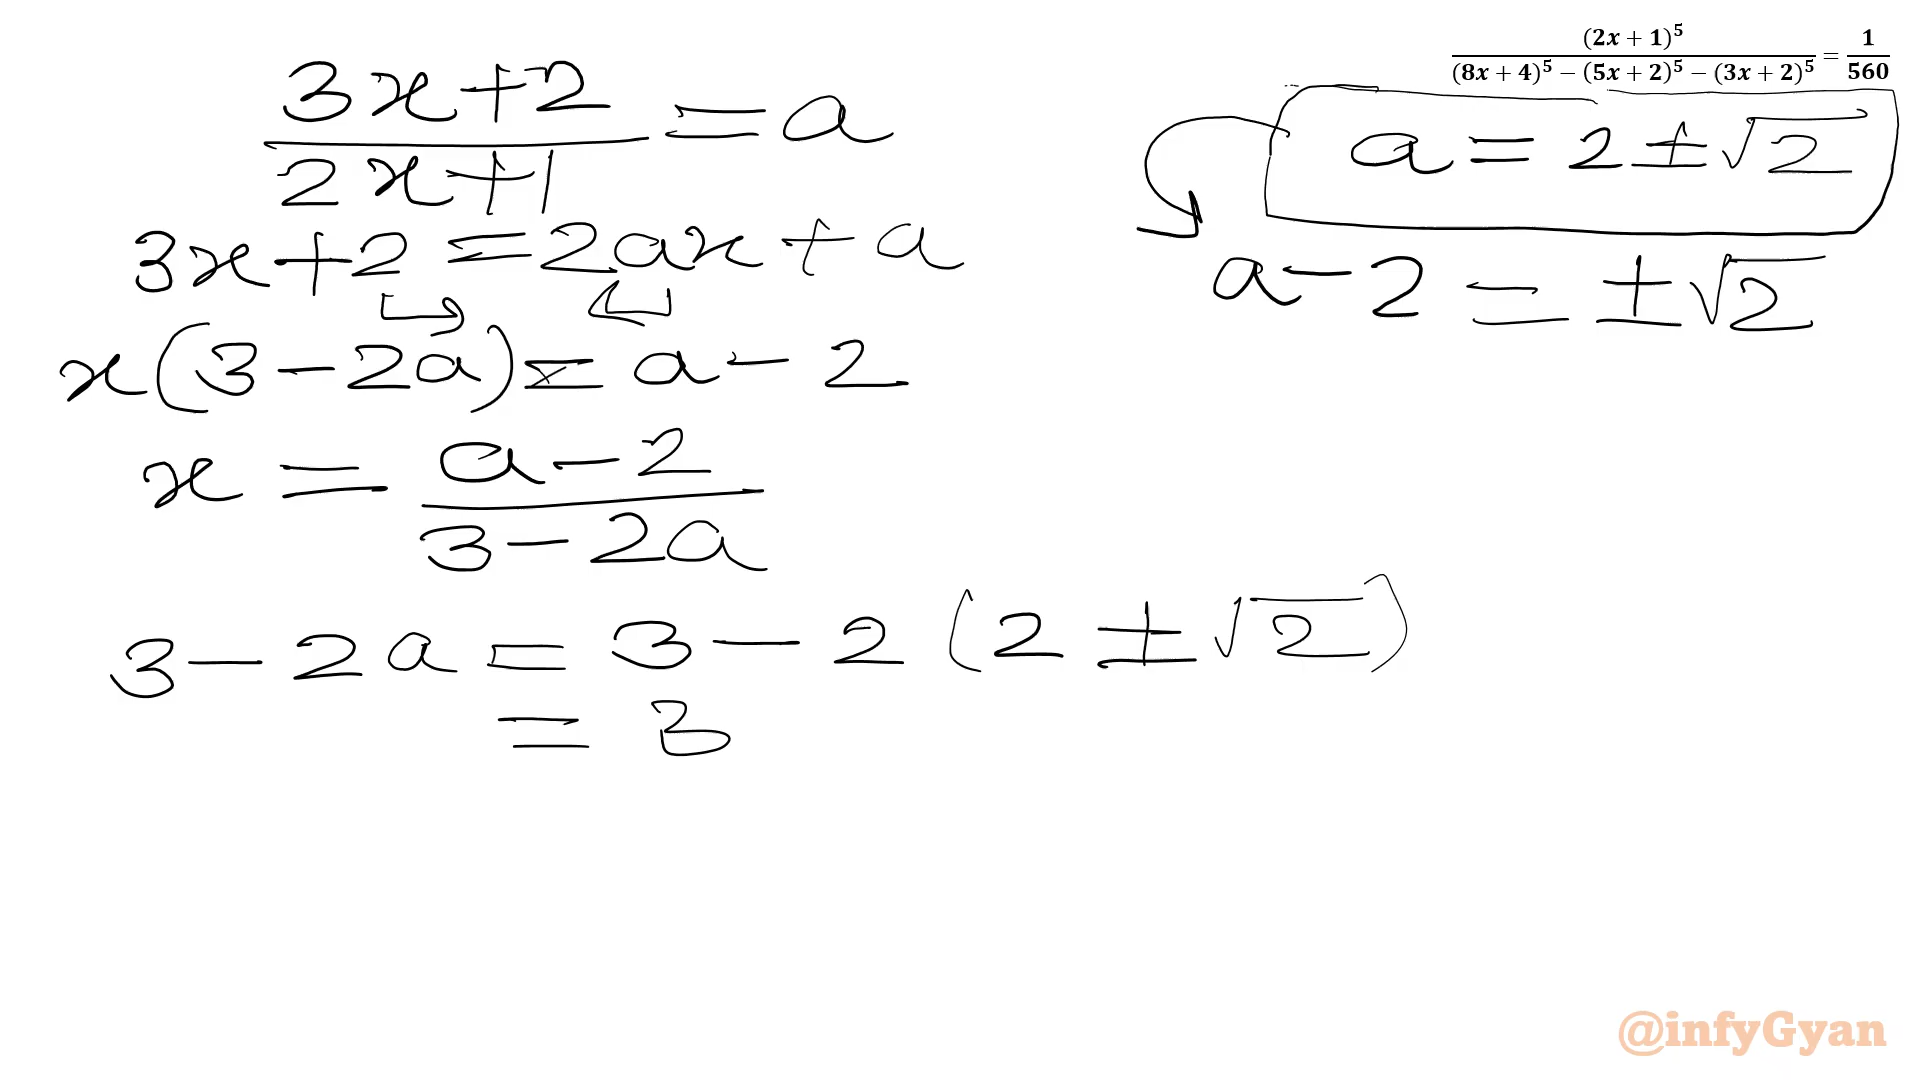 (2x + 1)^5 / ((8x + 4)^5 − (5x + 2)^5 − (3x + 2)^5) = 1/560
(3x+2)/(2x+1) = a
3x+2 = 2ax+a
x(3−2a) = a−2
x = (a−2)/(3−2a)
a = 2±√2
a−2 = ±√2
3−2a = 3−2(2±√2)
= 3
@infyGyan